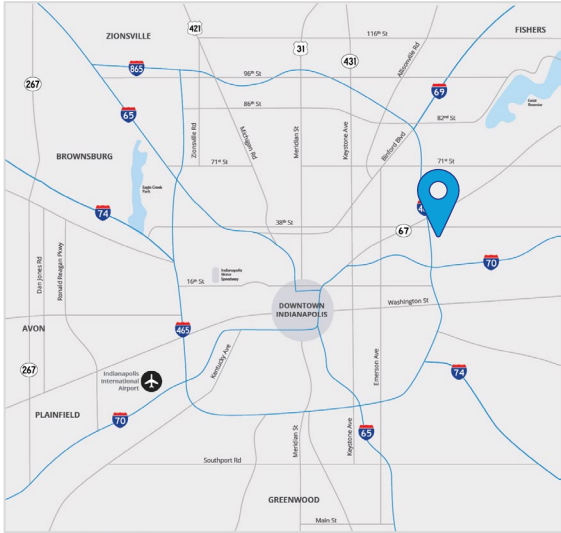 421
ZIONSVILLE
116th St
FISHERS
31
431
Allisonville Rd
865
267
96th St
69
65
86th St
82nd St
Zionsville Rd
Michigan Rd
Meridian St
Keystone Ave
Binford Blvd
BROWNSBURG
71st St
71st St
Eagle Creek
Park
74
38th St
67
Dan Jones Rd
Ronald Reagan Pkwy
70
Indianapolis
Motor
Speedway
16th St
DOWNTOWN
INDIANAPOLIS
Washington St
AVON
465
Kentucky Ave
Emerson Ave
267
Indianapolis
International
Airport
74
PLAINFIELD
70
Meridian St
Keystone Ave
65
Southport Rd
GREENWOOD
Main St